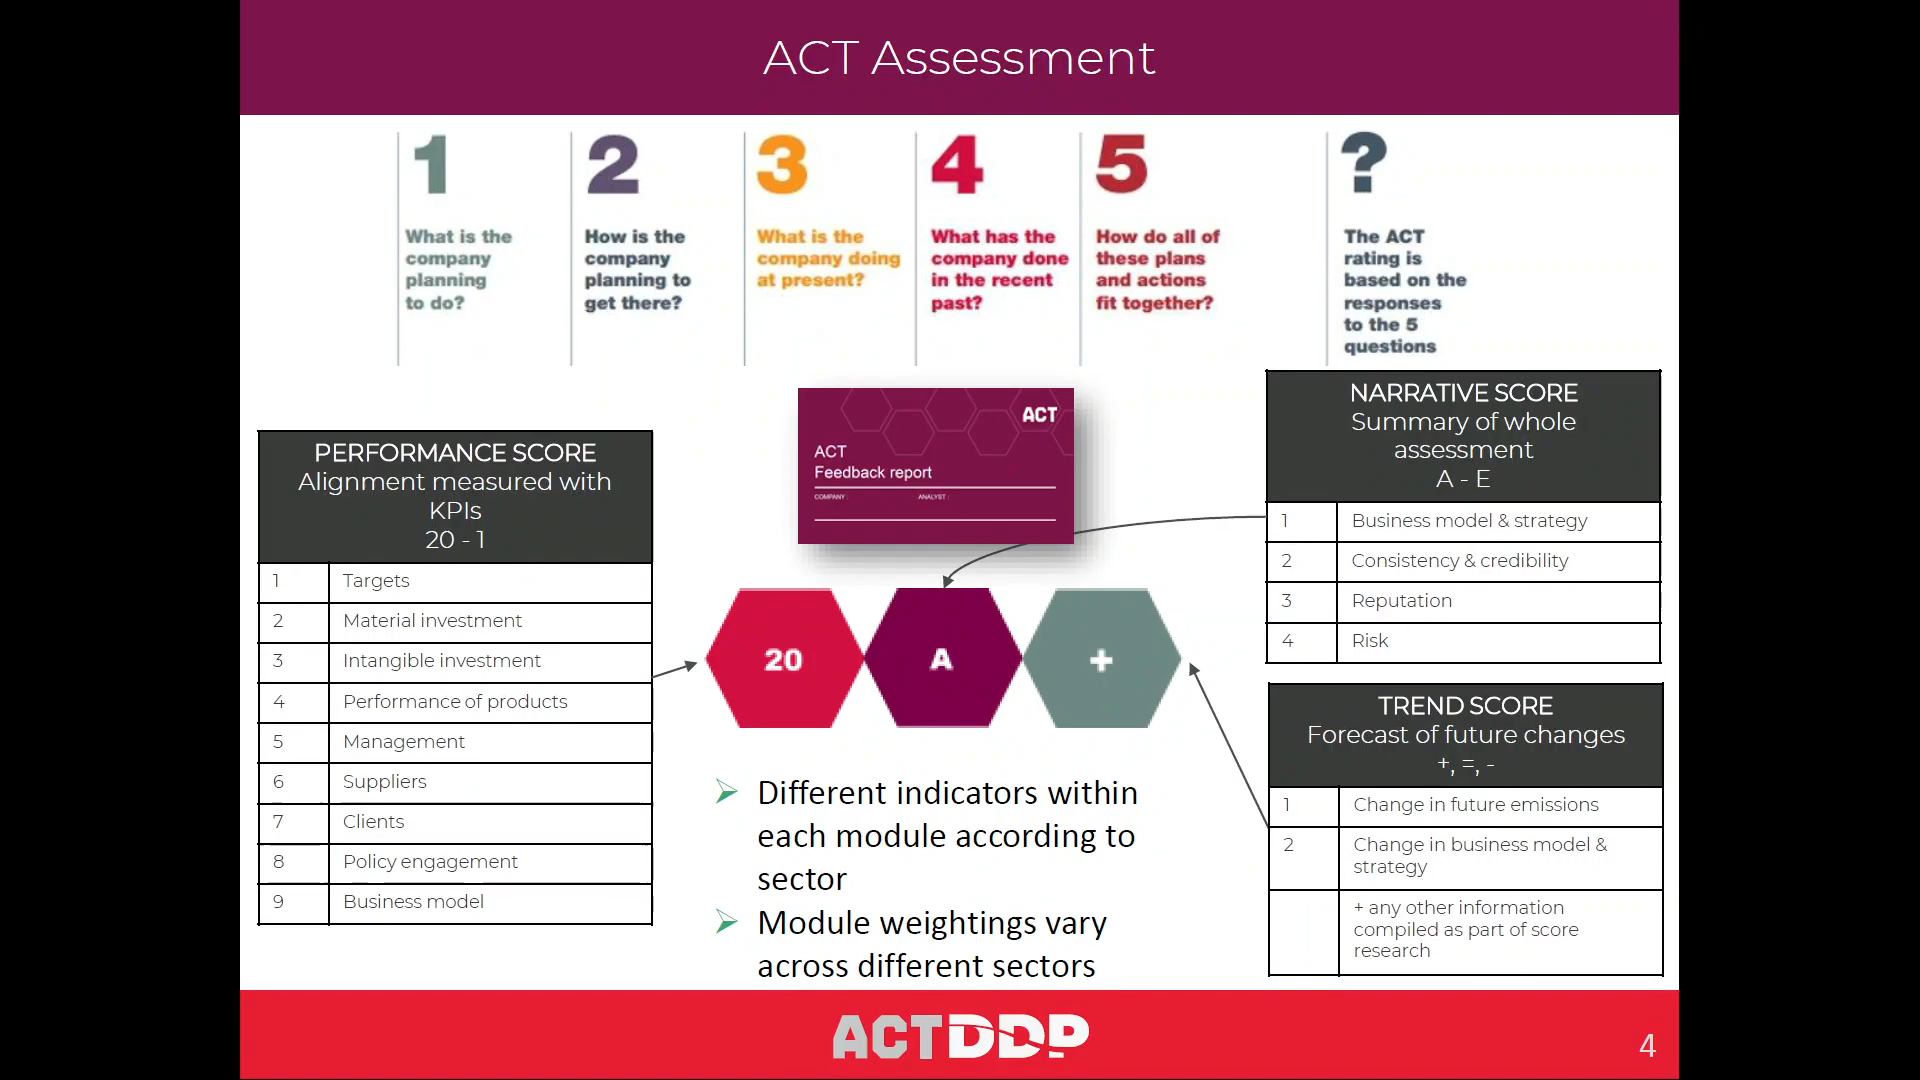 ACT Assessment
1
What is the
company
planning
to do?
2
How is the
company
planning to
get there?
3
What is the
company doing
at present?
4
What has the
company done
in the recent
past?
5
How do all of
these plans
and actions
fit together?
?
The ACT
rating is
based on the
responses
to the 5
questions
PERFORMANCE SCORE
Alignment measured with
KPIs
20 - 1
1 Targets
2 Material investment
3 Intangible investment
4 Performance of products
5 Management
6 Suppliers
7 Clients
8 Policy engagement
9 Business model
ACT
ACT
Feedback report
COMPANY : ANALYST :
20 A +
➢ Different indicators within
each module according to
sector
➢ Module weightings vary
across different sectors
NARRATIVE SCORE
Summary of whole
assessment
A - E
1 Business model & strategy
2 Consistency & credibility
3 Reputation
4 Risk
TREND SCORE
Forecast of future changes
+, =, -
1 Change in future emissions
2 Change in business model &
strategy
+ any other information
compiled as part of score
research
ACTDDP
4